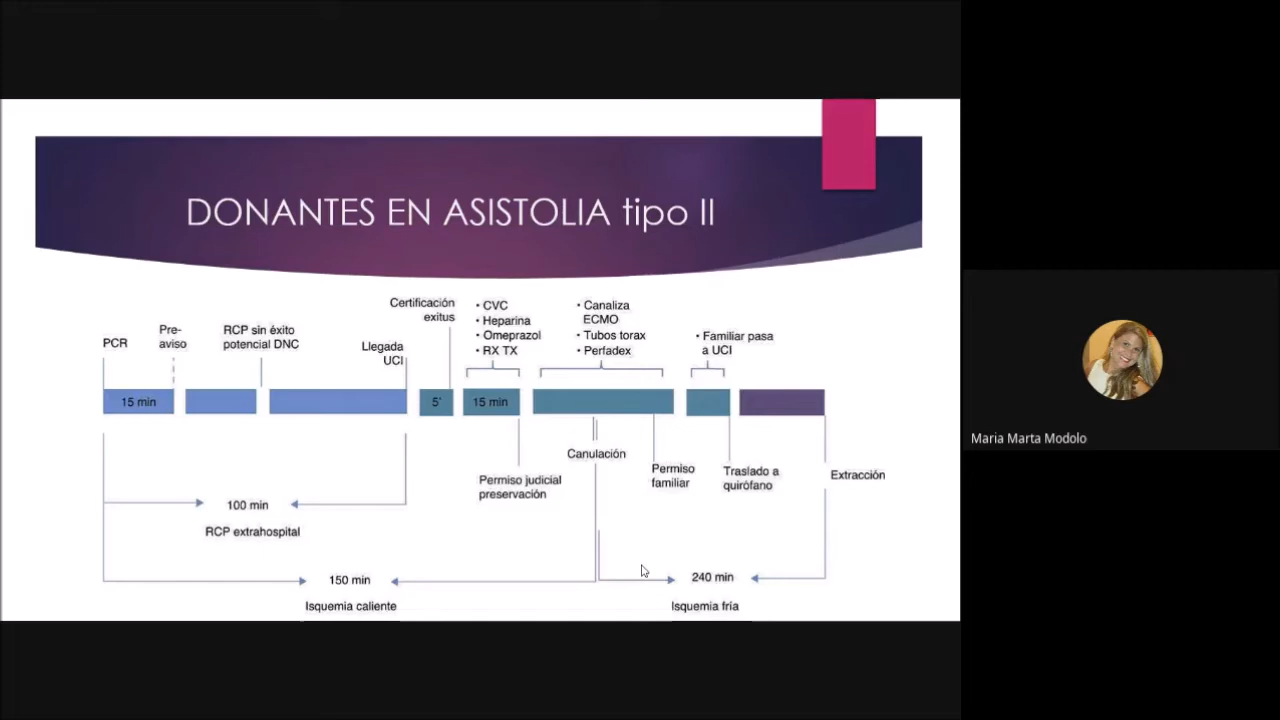 DONANTES EN ASISTOLIA tipo II
PCR
Pre-
aviso
RCP sin éxito
potencial DNC
Llegada
UCI
Certificación
exitus
• CVC
• Heparina
• Omeprazol
• RX TX
• Canaliza
ECMO
• Tubos torax
• Perfadex
• Familiar pasa
a UCI
15 min
5'
15 min
Canulación
Permiso judicial
preservación
Permiso
familiar
Traslado a
quirófano
Extracción
100 min
RCP extrahospital
150 min
Isquemia caliente
240 min
Isquemia fría
Maria Marta Modolo